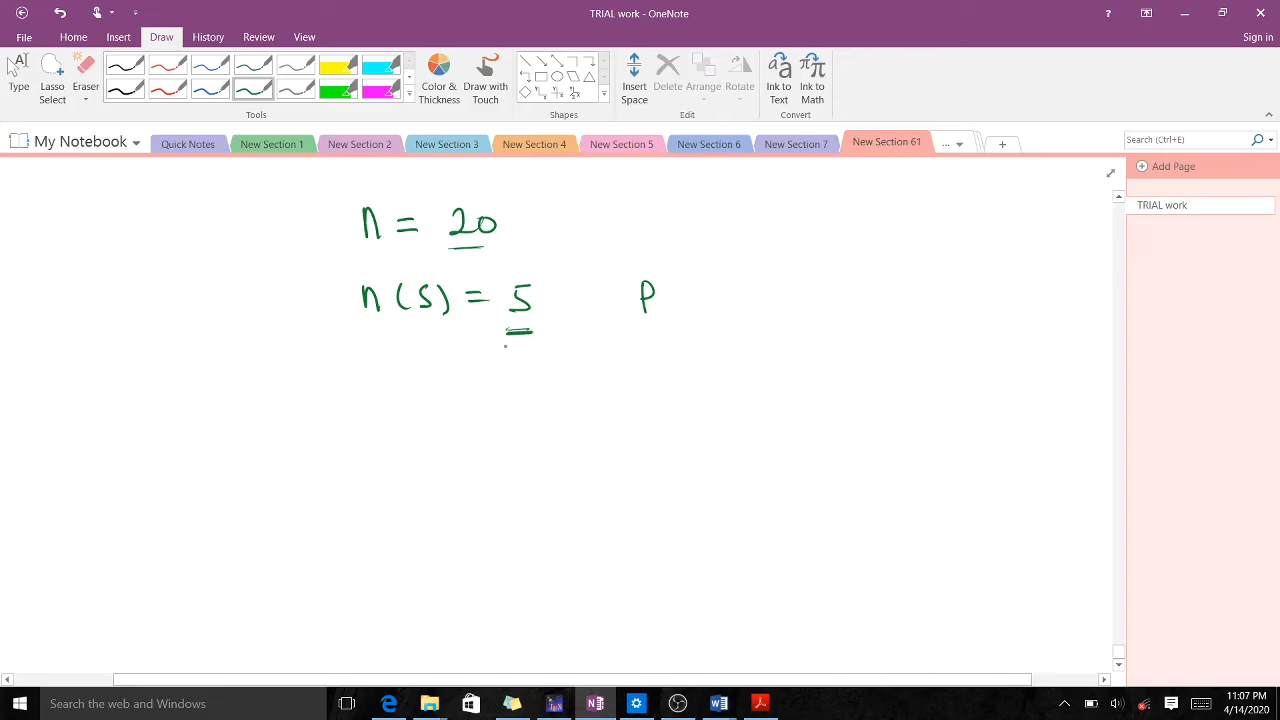 TRIAL work - OneNote
File Home Insert Draw History Review View Sign in
Type Lasso Select Eraser Color & Thickness Draw with Touch Insert Space Delete Arrange Rotate Ink to Text Ink to Math
Tools Shapes Edit Convert
My Notebook Quick Notes New Section 1 New Section 2 New Section 3 New Section 4 New Section 5 New Section 6 New Section 7 New Section 61 ... Search (Ctrl+E)
Add Page
TRIAL work
n = 20
n(s) = 5 P
Search the web and Windows
11:07 PM
4/14/2020